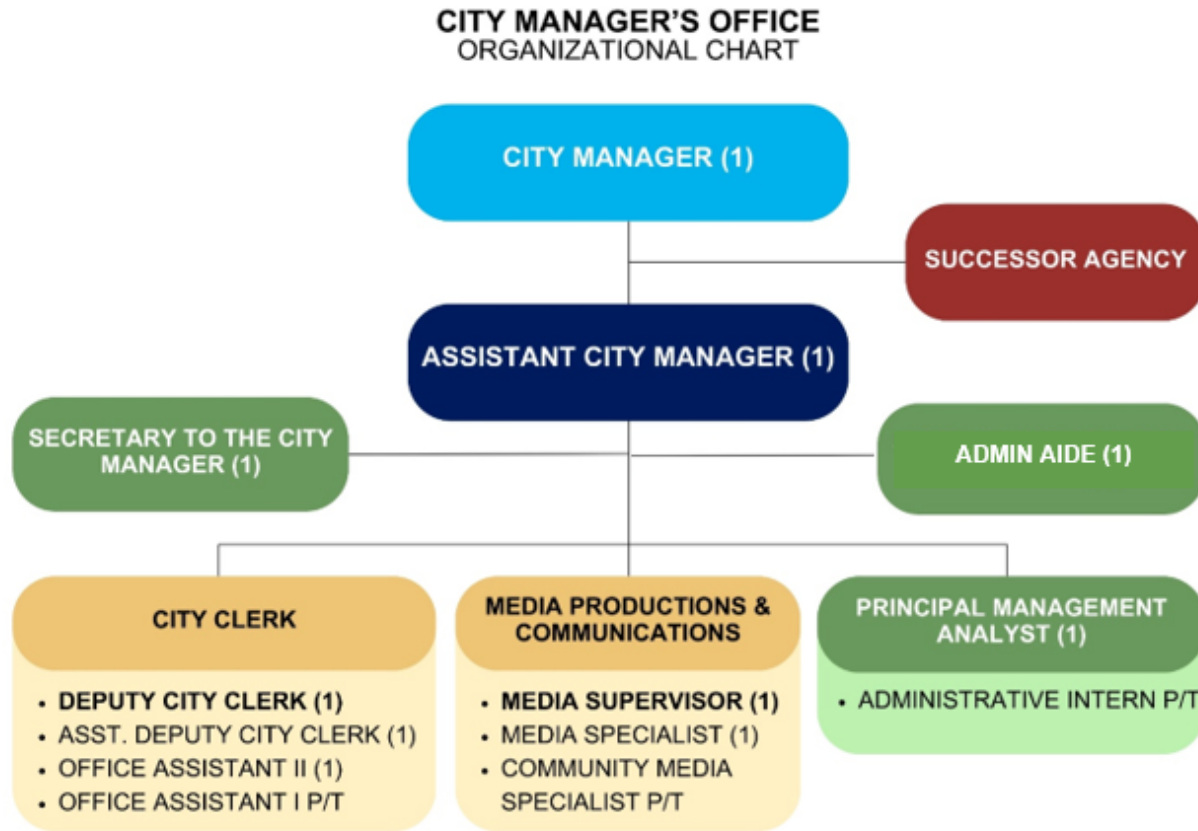 CITY MANAGER'S OFFICE
ORGANIZATIONAL CHART
CITY MANAGER (1)
SUCCESSOR AGENCY
ASSISTANT CITY MANAGER (1)
SECRETARY TO THE CITY
MANAGER (1)
ADMIN AIDE (1)
CITY CLERK
• DEPUTY CITY CLERK (1)
• ASST. DEPUTY CITY CLERK (1)
• OFFICE ASSISTANT II (1)
• OFFICE ASSISTANT I P/T
MEDIA PRODUCTIONS &
COMMUNICATIONS
• MEDIA SUPERVISOR (1)
• MEDIA SPECIALIST (1)
• COMMUNITY MEDIA
SPECIALIST P/T
PRINCIPAL MANAGEMENT
ANALYST (1)
• ADMINISTRATIVE INTERN P/T